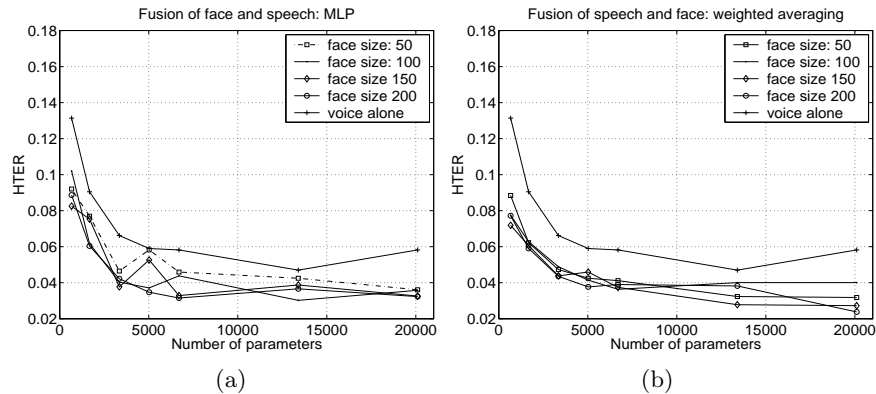 Fusion of face and speech: MLP
0.18
0.16
0.14
0.12
0.1
0.08
0.06
0.04
0.02
HTER
face size: 50
face size: 100
face size 150
face size 200
voice alone
0
5000
10000
15000
20000
Number of parameters
(a)
Fusion of speech and face: weighted averaging
0.18
0.16
0.14
0.12
0.1
0.08
0.06
0.04
0.02
HTER
face size: 50
face size: 100
face size 150
face size 200
voice alone
0
5000
10000
15000
20000
Number of parameters
(b)